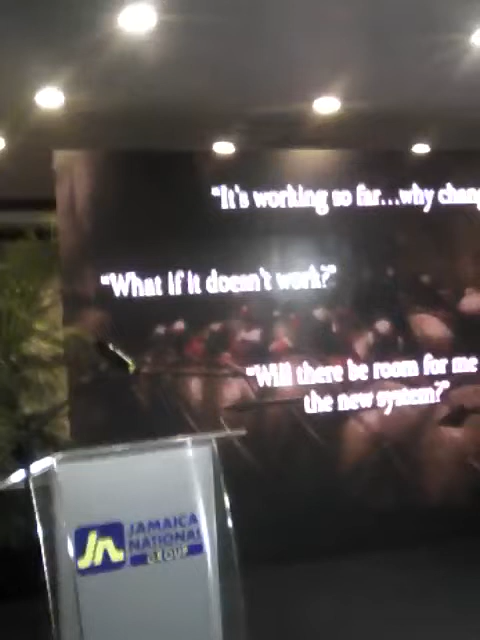 "It's working so far...why
"What if it doesn't work?"
"Will there be room for me
the new system?"
Jn JAMAICA
NATIONAL
GROUP